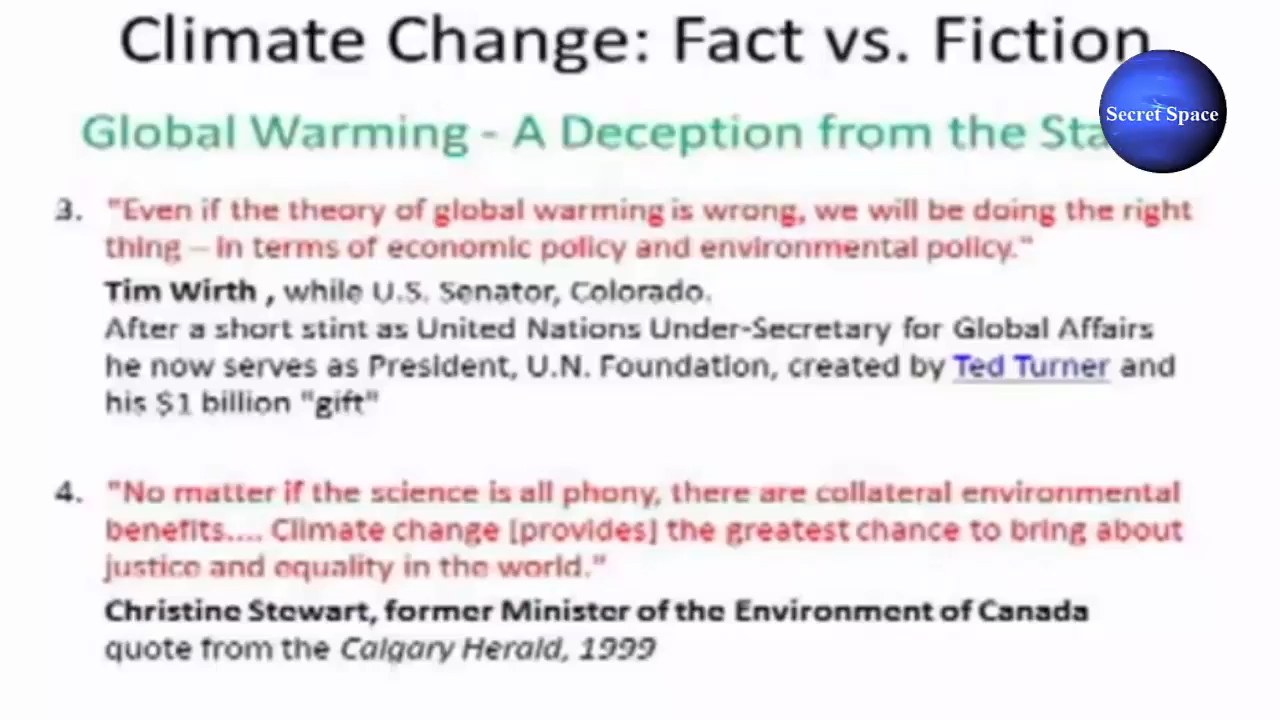 Climate Change: Fact vs. Fiction
Secret Space
Global Warming - A Deception from the Sta
3. "Even if the theory of global warming is wrong, we will be doing the right
thing – in terms of economic policy and environmental policy."
Tim Wirth , while U.S. Senator, Colorado.
After a short stint as United Nations Under-Secretary for Global Affairs
he now serves as President, U.N. Foundation, created by Ted Turner and
his $1 billion "gift"
4. "No matter if the science is all phony, there are collateral environmental
benefits.... Climate change [provides] the greatest chance to bring about
justice and equality in the world."
Christine Stewart, former Minister of the Environment of Canada
quote from the Calgary Herald, 1999